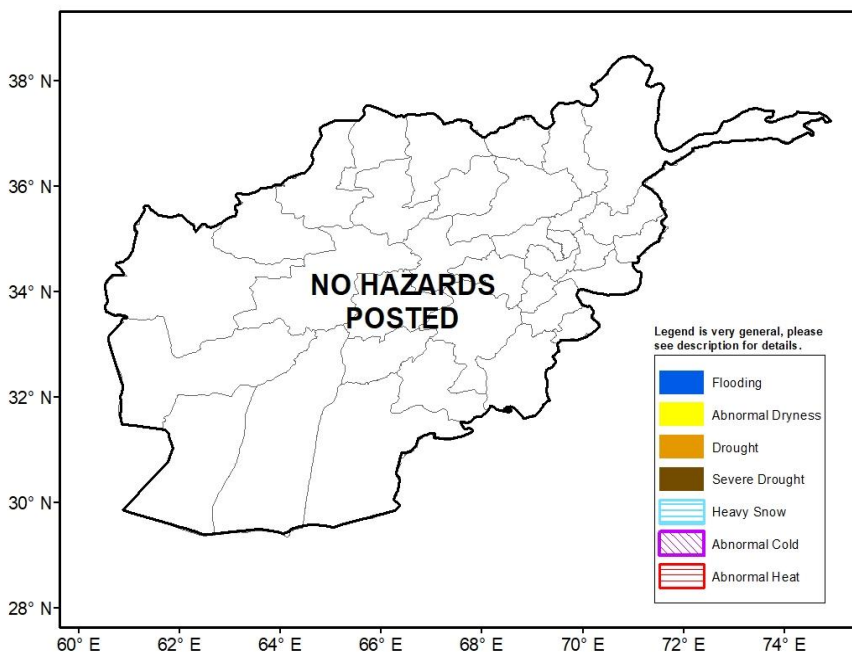 38° N
36° N
34° N
32° N
30° N
28° N
NO HAZARDS
POSTED
Legend is very general, please
see description for details.
Flooding
Abnormal Dryness
Drought
Severe Drought
Heavy Snow
Abnormal Cold
Abnormal Heat
60° E
62° E
64° E
66° E
68° E
70° E
72° E
74° E